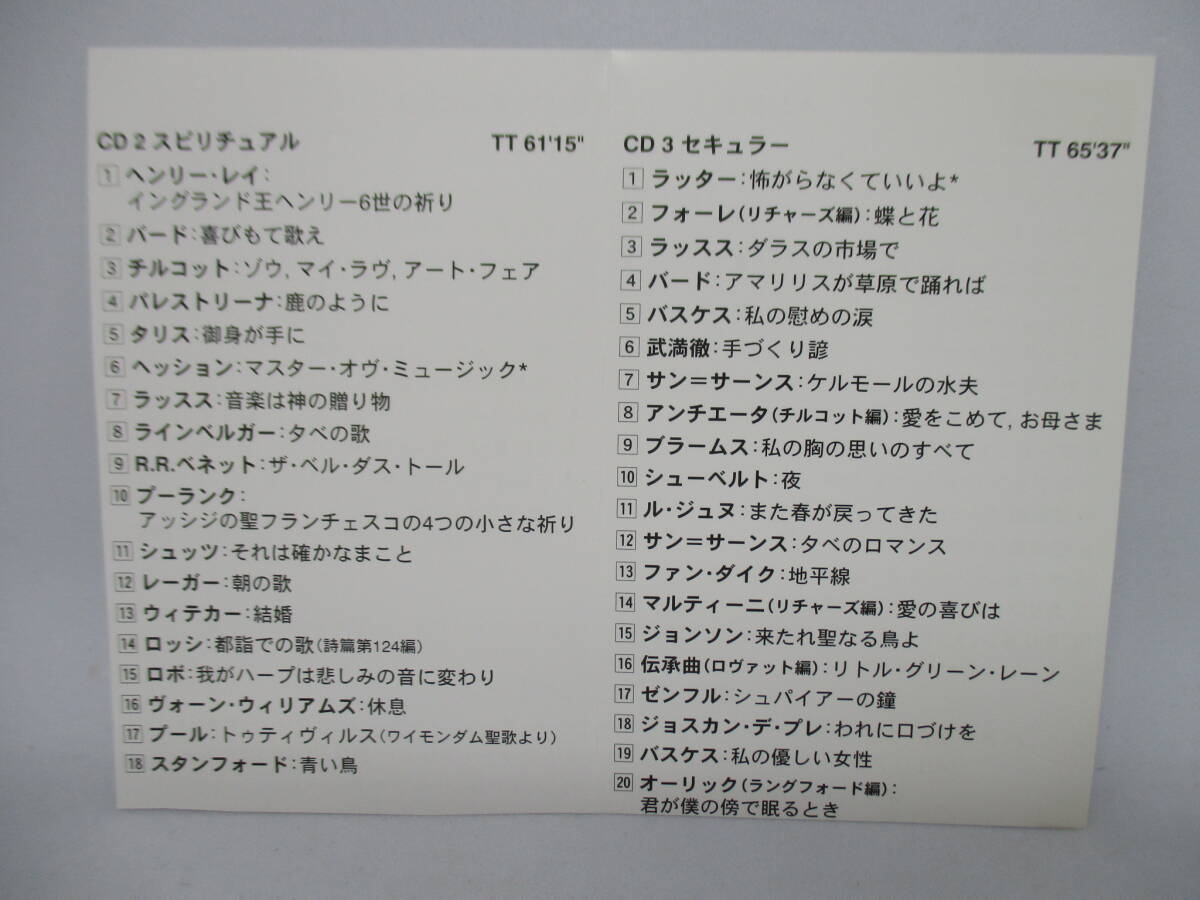 CD 2 スピリチュアル TT 61'15"
1 ヘンリー・レイ:
イングランド王ヘンリー6世の祈り
2 バード:喜びもて歌え
3 チルコット:ゾウ, マイ・ラヴ, アート・フェア
4 パレストリーナ:鹿のように
5 タリス:御身が手に
6 ヘッション:マスター・オヴ・ミュージック*
7 ラッスス:音楽は神の贈り物
8 ラインベルガー:夕べの歌
9 R.R.ベネット:ザ・ベル・ダス・トール
10 プーランク:
アッシジの聖フランチェスコの4つの小さな祈り
11 シュッツ:それは確かなまこと
12 レーガー:朝の歌
13 ウィテカー:結婚
14 ロッシ:都詣での歌(詩篇第124編)
15 ロボ:我がハープは悲しみの音に変わり
16 ヴォーン・ウィリアムズ:休息
17 プール:トゥティヴィルス(ワイモンダム聖歌より)
18 スタンフォード:青い鳥
CD 3 セキュラー TT 65'37"
1 ラッター:怖がらなくていいよ*
2 フォーレ(リチャーズ編):蝶と花
3 ラッスス:ダラスの市場で
4 バード:アマリリスが草原で踊れば
5 バスケス:私の慰めの涙
6 武満徹:手づくり諺
7 サン=サーンス:ケルモールの水夫
8 アンチエータ(チルコット編):愛をこめて, お母さま
9 ブラームス:私の胸の思いのすべて
10 シューベルト:夜
11 ル・ジュヌ:また春が戻ってきた
12 サン=サーンス:夕べのロマンス
13 ファン・ダイク:地平線
14 マルティーニ(リチャーズ編):愛の喜びは
15 ジョンソン:来たれ聖なる鳥よ
16 伝承曲(ロヴァット編):リトル・グリーン・レーン
17 ゼンフル:シュパイアーの鐘
18 ジョスカン・デ・プレ:われに口づけを
19 バスケス:私の優しい女性
20 オーリック(ラングフォード編):
君が僕の傍で眠るとき